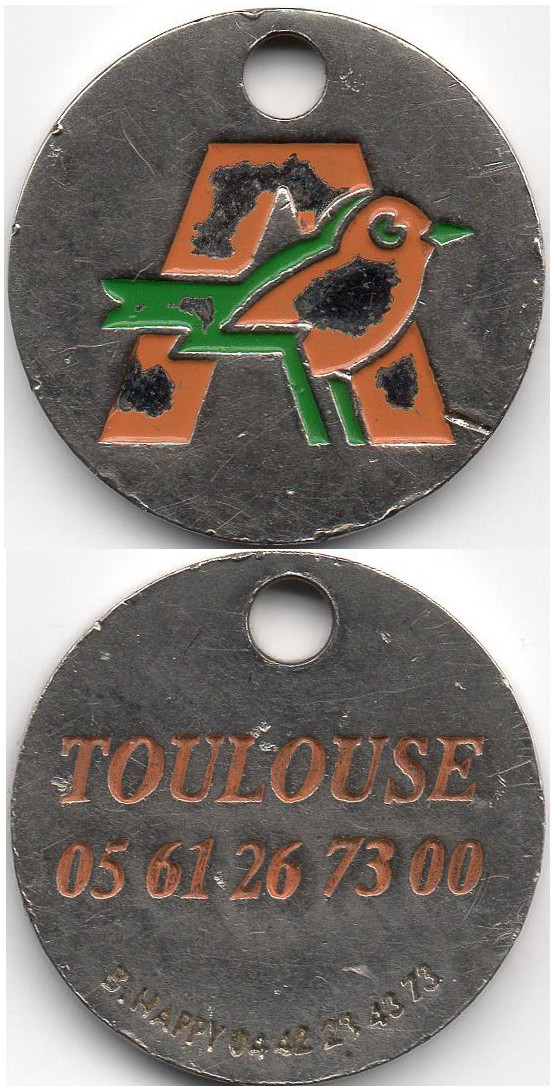 A
TOULOUSE
05 61 26 73 00
B. HAPPY 04 42 23 43 73